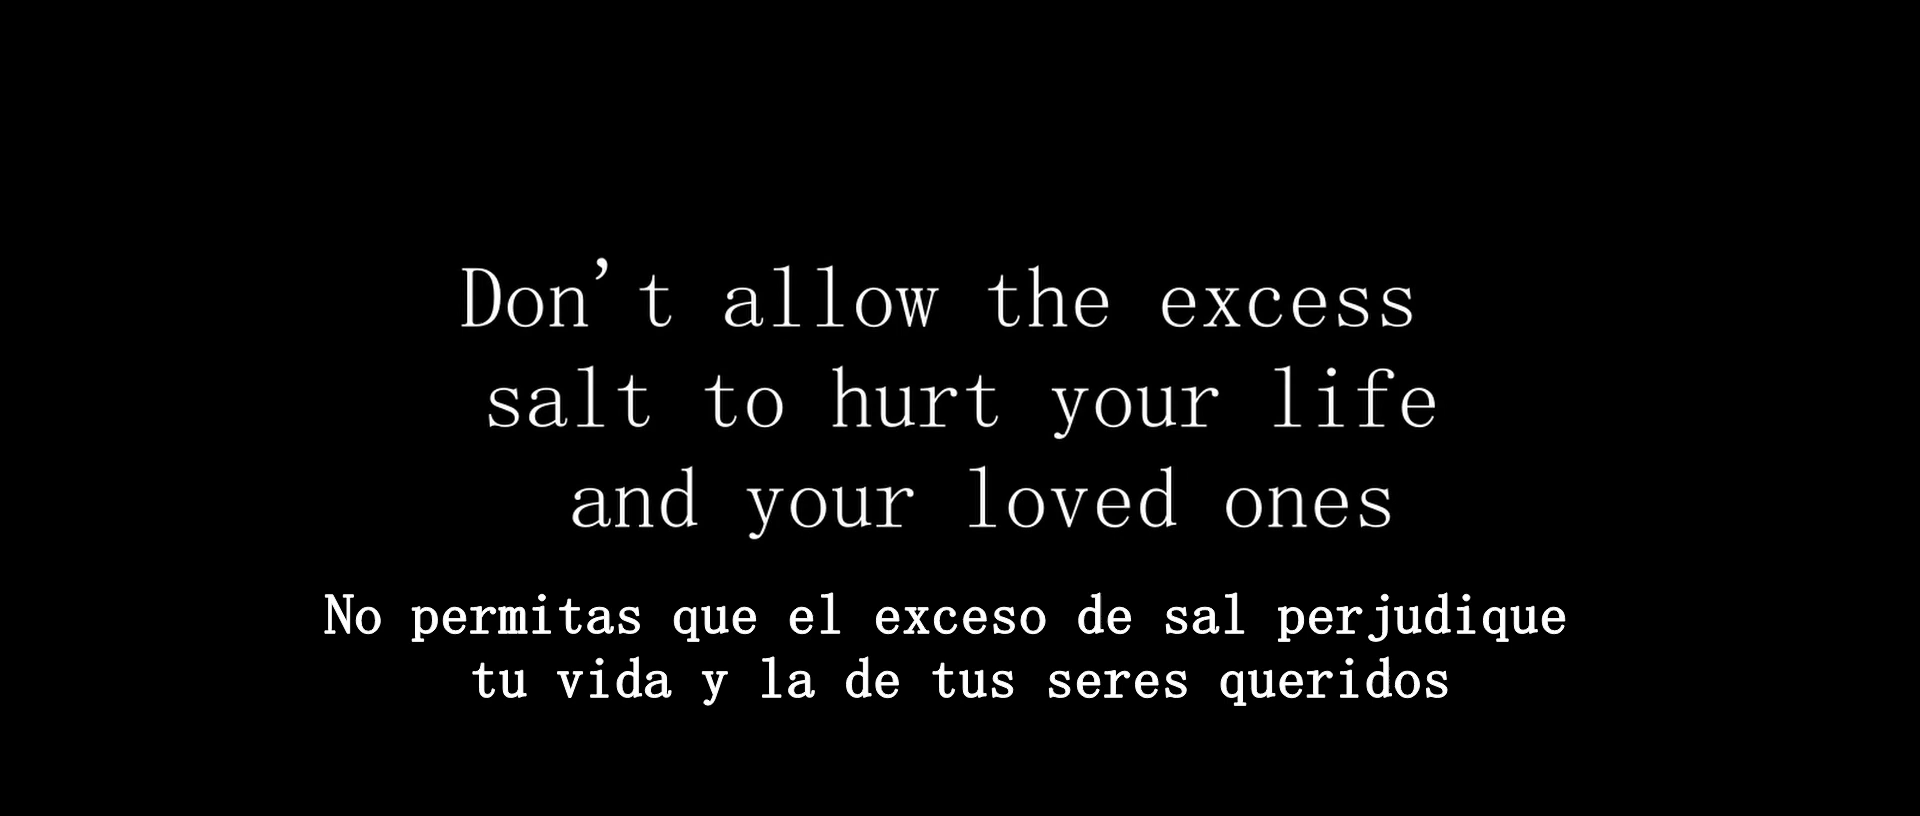 Don't allow the excess
salt to hurt your life
and your loved ones
No permitas que el exceso de sal perjudique
tu vida y la de tus seres queridos